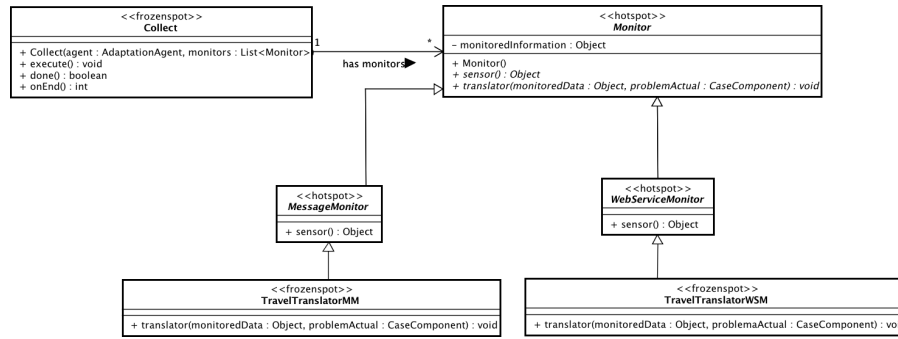 <<frozenspot>>
Collect
+ Collect(agent : AdaptationAgent, monitors : List<Monitor>)
+ execute() : void
+ done() : boolean
+ onEnd() : int
1
*
has monitors
<<hotspot>>
Monitor
– monitoredInformation : Object
+ Monitor()
+ sensor() : Object
+ translator(monitoredData : Object, problemActual : CaseComponent) : void
<<hotspot>>
MessageMonitor
+ sensor() : Object
<<hotspot>>
WebServiceMonitor
+ sensor() : Object
<<frozenspot>>
TravelTranslatorMM
+ translator(monitoredData : Object, problemActual : CaseComponent) : void
<<frozenspot>>
TravelTranslatorWSM
+ translator(monitoredData : Object, problemaActual : CaseComponent) : voi